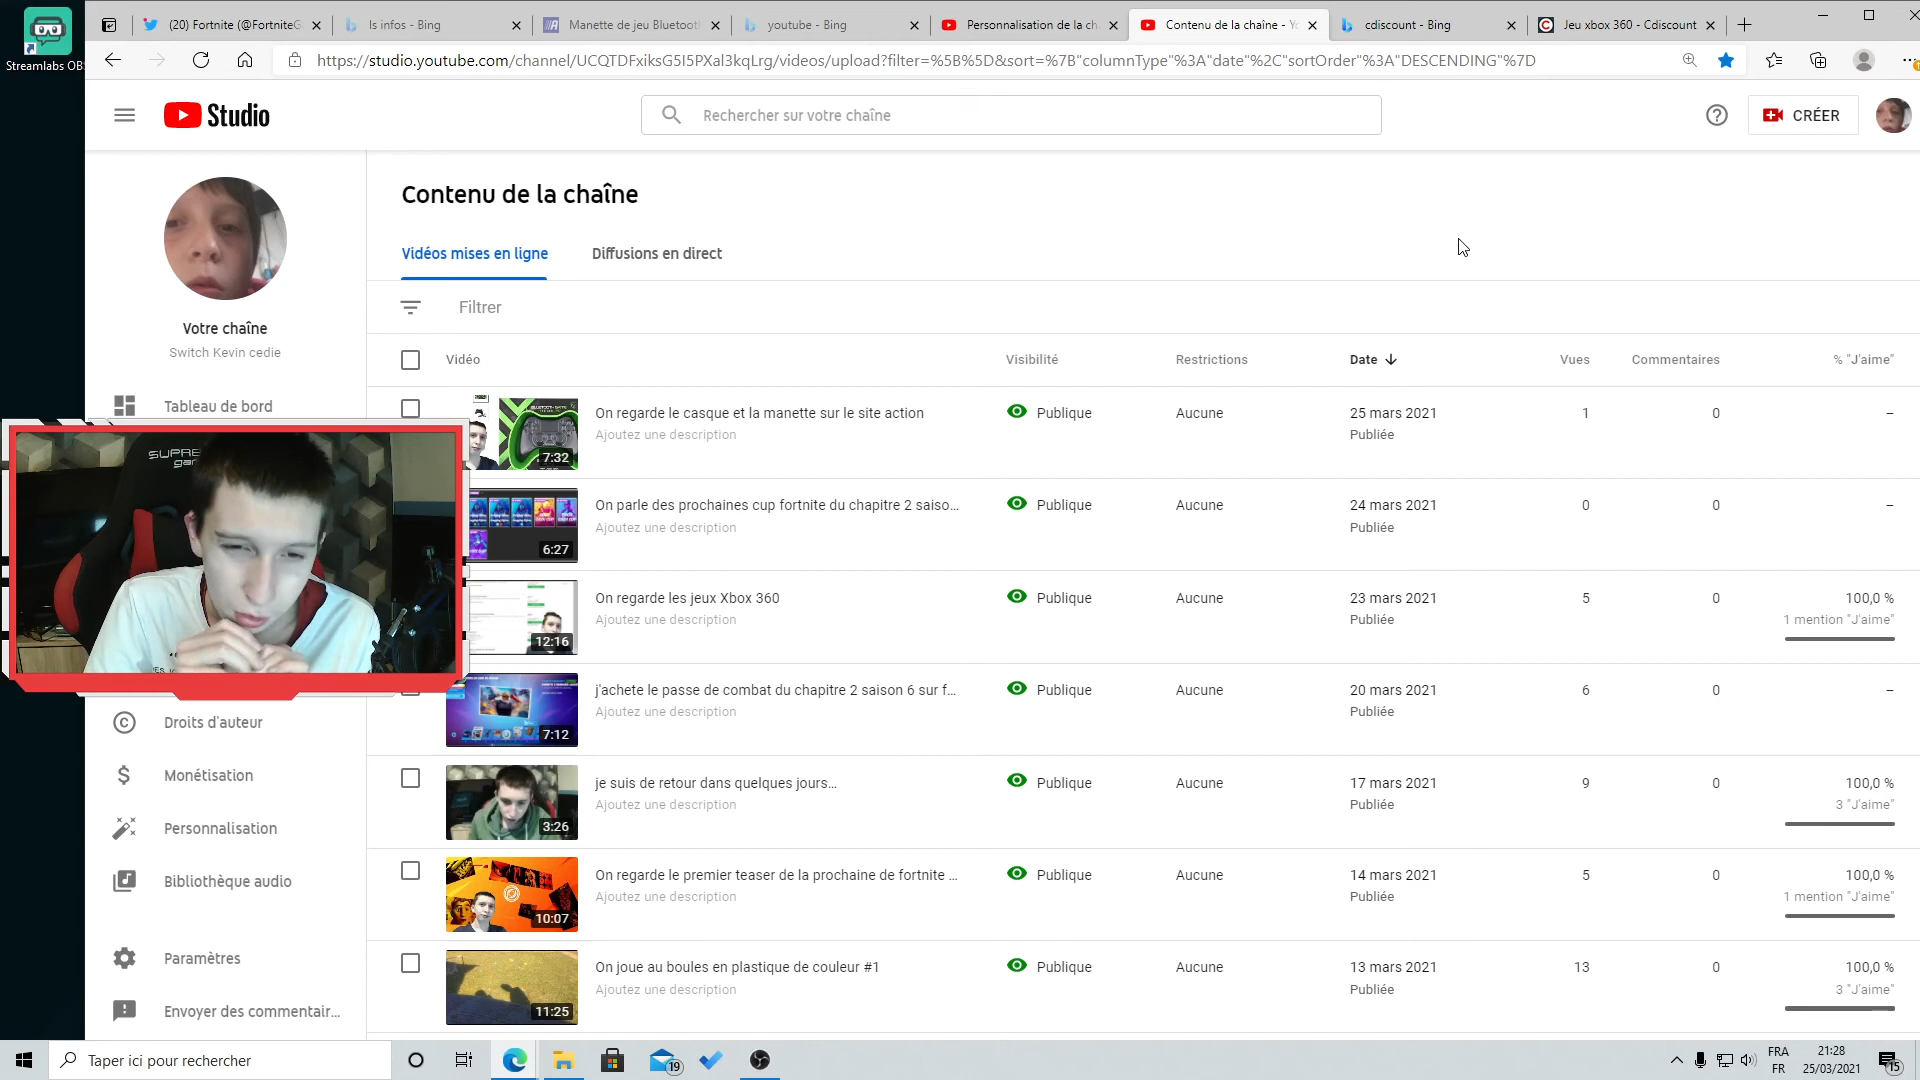 Streamlabs OBS
(20) Fortnite (@FortniteG
ls infos - Bing
Manette de jeu Bluetooth
youtube - Bing
Personnalisation de la ch
Contenu de la chaîne - Yo
cdiscount - Bing
Jeu xbox 360 - Cdiscount
https://studio.youtube.com/channel/UCQTDFxiksG5I5PXal3kqLrg/videos/upload?filter=%5B%5D&sort=%7B"columnType"%3A"date"%2C"sortOrder"%3A"DESCENDING"%7D
Studio
Rechercher sur votre chaîne
CRÉER
Contenu de la chaîne
Vidéos mises en ligne
Diffusions en direct
Filtrer
Votre chaîne
Switch Kevin cedie
Tableau de bord
Droits d'auteur
Monétisation
Personnalisation
Bibliothèque audio
Paramètres
Envoyer des commentair...
Vidéo Visibilité Restrictions Date Vues Commentaires % "J'aime"
7:32 On regarde le casque et la manette sur le site action Publique Aucune 25 mars 2021 1 0 –
Ajoutez une description Publiée
6:27 On parle des prochaines cup fortnite du chapitre 2 saiso... Publique Aucune 24 mars 2021 0 0 –
Ajoutez une description Publiée
12:16 On regarde les jeux Xbox 360 Publique Aucune 23 mars 2021 5 0 100,0 %
Ajoutez une description Publiée 1 mention "J'aime"
7:12 j'achete le passe de combat du chapitre 2 saison 6 sur f... Publique Aucune 20 mars 2021 6 0 –
Ajoutez une description Publiée
3:26 je suis de retour dans quelques jours... Publique Aucune 17 mars 2021 9 0 100,0 %
Ajoutez une description Publiée 3 "J'aime"
10:07 On regarde le premier teaser de la prochaine de fortnite ... Publique Aucune 14 mars 2021 5 0 100,0 %
Ajoutez une description Publiée 1 mention "J'aime"
11:25 On joue au boules en plastique de couleur #1 Publique Aucune 13 mars 2021 13 0 100,0 %
Ajoutez une description Publiée 3 "J'aime"
Taper ici pour rechercher
19
FRA
FR
21:28
25/03/2021
15